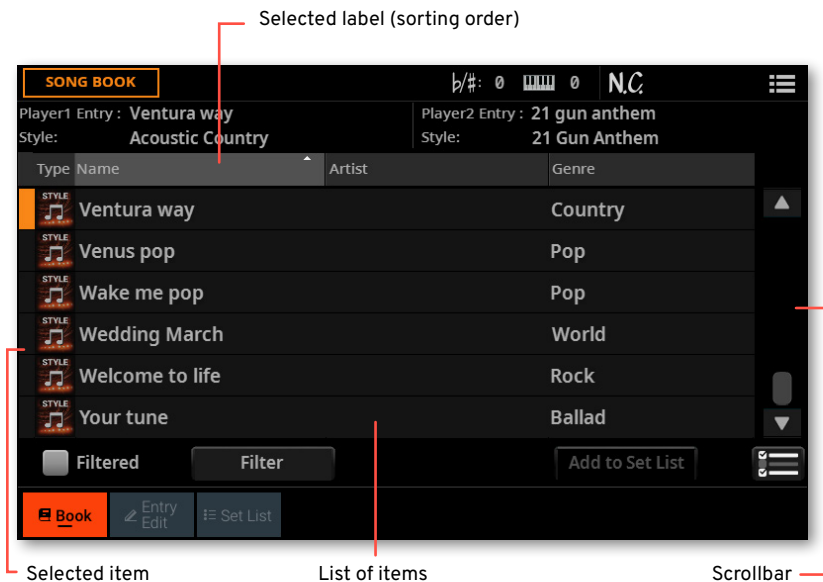 Selected label (sorting order)
SONG BOOK
b/#: 0 0 N.C.
Player1 Entry : Ventura way Player2 Entry : 21 gun anthem
Style: Acoustic Country Style: 21 Gun Anthem
Type Name Artist Genre
STYLE Ventura way Country
STYLE Venus pop Pop
STYLE Wake me pop Pop
STYLE Wedding March World
STYLE Welcome to life Rock
STYLE Your tune Ballad
Filtered Filter Add to Set List
Book Entry Edit Set List
Selected item List of items Scrollbar